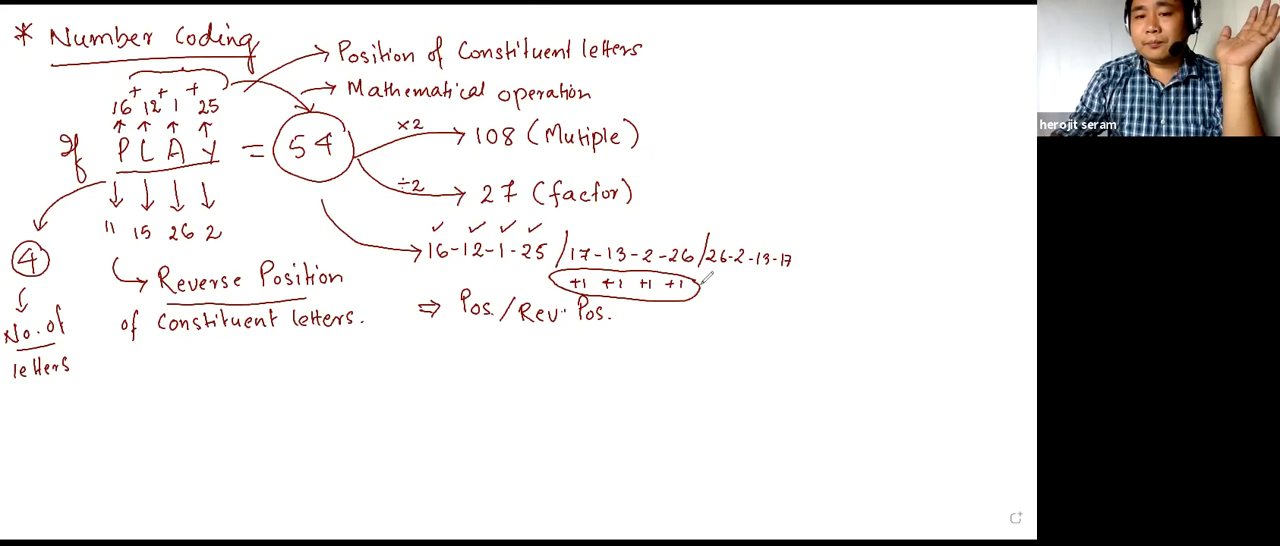 * Number Coding
→ Position of Constituent letters
→ Mathematical operation
+ + +
16 12 1 25
If P L A Y = 54
×2 → 108 (Mutiple)
÷2 → 27 (factor)
11 15 26 2
→ 16-12-1-25 / 17-13-2-26 / 26-2-13-17
+1 +1 +1 +1
4
No. of
letters
→ Reverse Position
of Constituent letters.
⇒ Pos. / Rev. Pos.
herojit seram